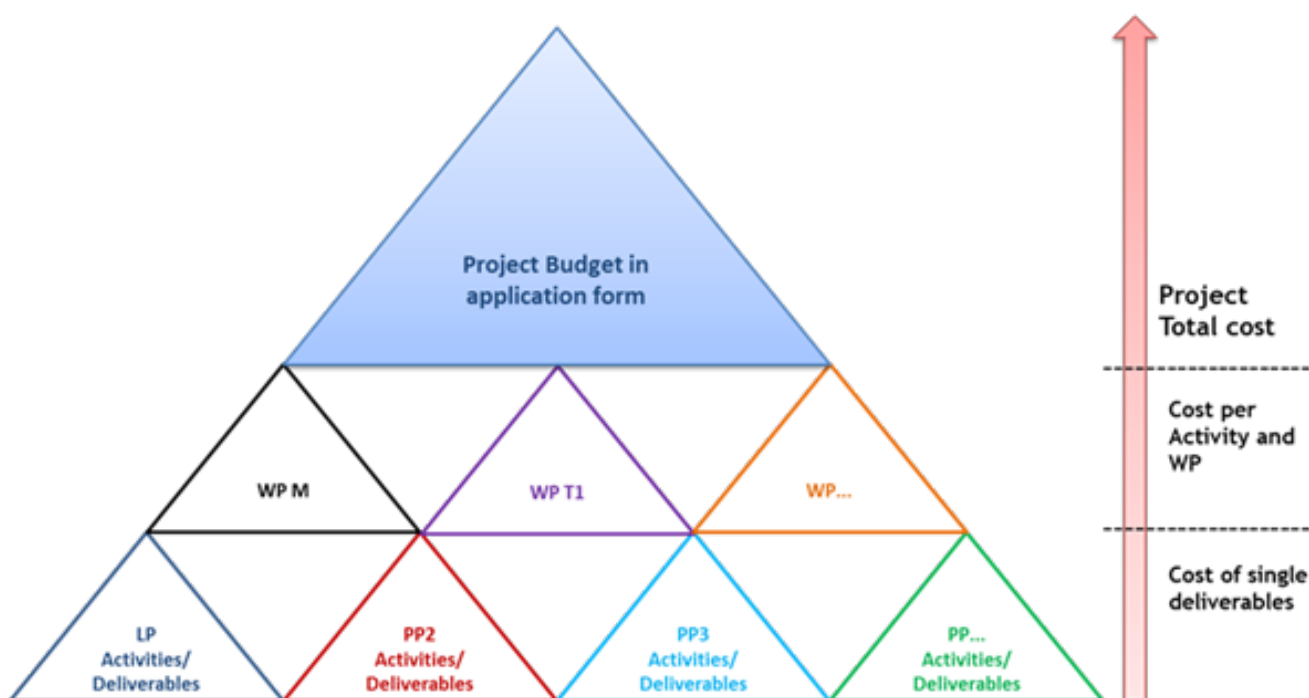 Project Budget in
application form
Project
Total cost
WP M
WP T1
WP...
Cost per
Activity and
WP
LP
Activities/
Deliverables
PP2
Activities/
Deliverables
PP3
Activities/
Deliverables
PP...
Activities/
Deliverables
Cost of single
deliverables